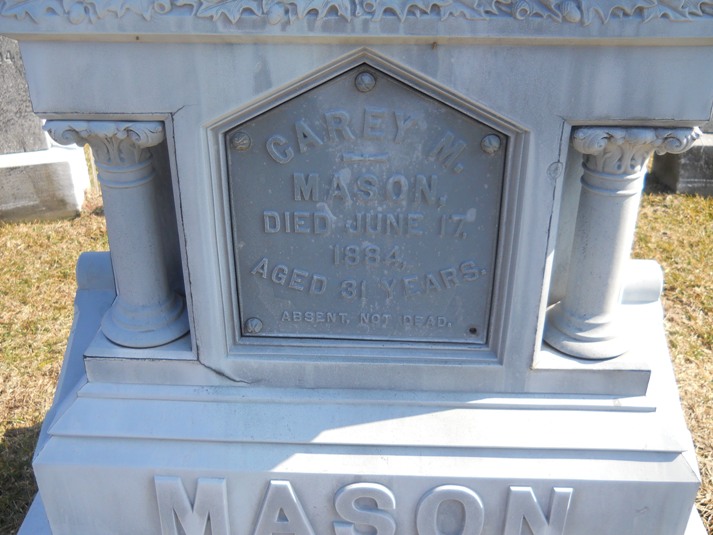 CAREY M.
MASON.
DIED JUNE 17,
1884.
AGED 31 YEARS.
ABSENT, NOT DEAD.
MASON